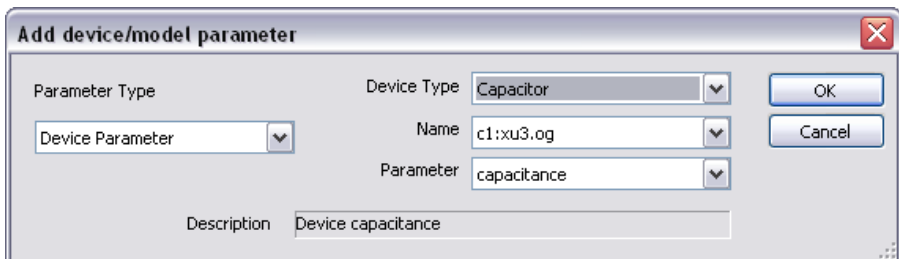 Add device/model parameter
Parameter Type
Device Parameter
Device Type Capacitor
Name c1:xu3.og
Parameter capacitance
OK
Cancel
Description Device capacitance